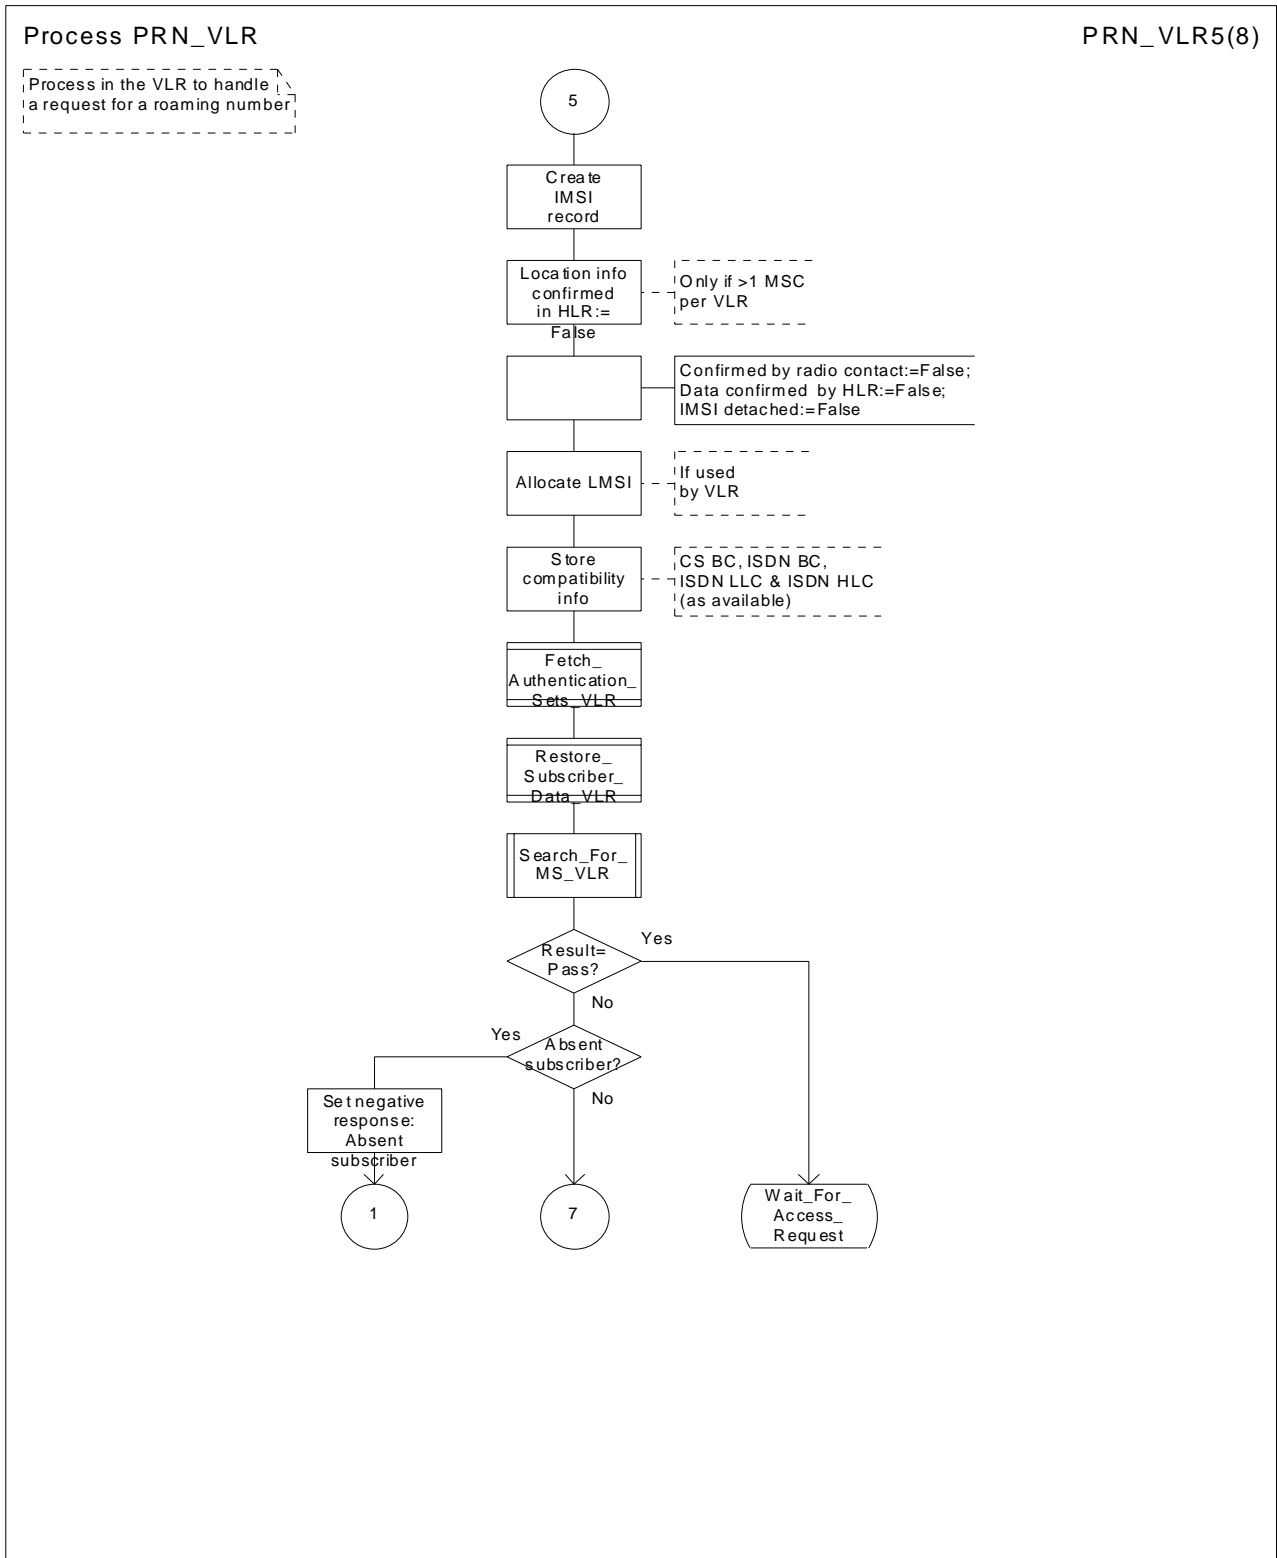 Process PRN_VLR
PRN_VLR5(8)
Process in the VLR to handle
a request for a roaming number
5
Create
IMSI
record
Location info
confirmed
in HLR:=
False
Only if >1 MSC
per VLR
Confirmed by radio contact:=False;
Data confirmed by HLR:=False;
IMSI detached:=False
Allocate LMSI
If used
by VLR
Store
compatibility
info
CS BC, ISDN BC,
ISDN LLC & ISDN HLC
(as available)
Fetch_
Authentication_
Sets_VLR
Restore_
Subscriber_
Data_VLR
Search_For_
MS_VLR
Result=
Pass?
Yes
No
Absent
subscriber?
Yes
No
Set negative
response:
Absent
subscriber
1
7
Wait_For_
Access_
Request